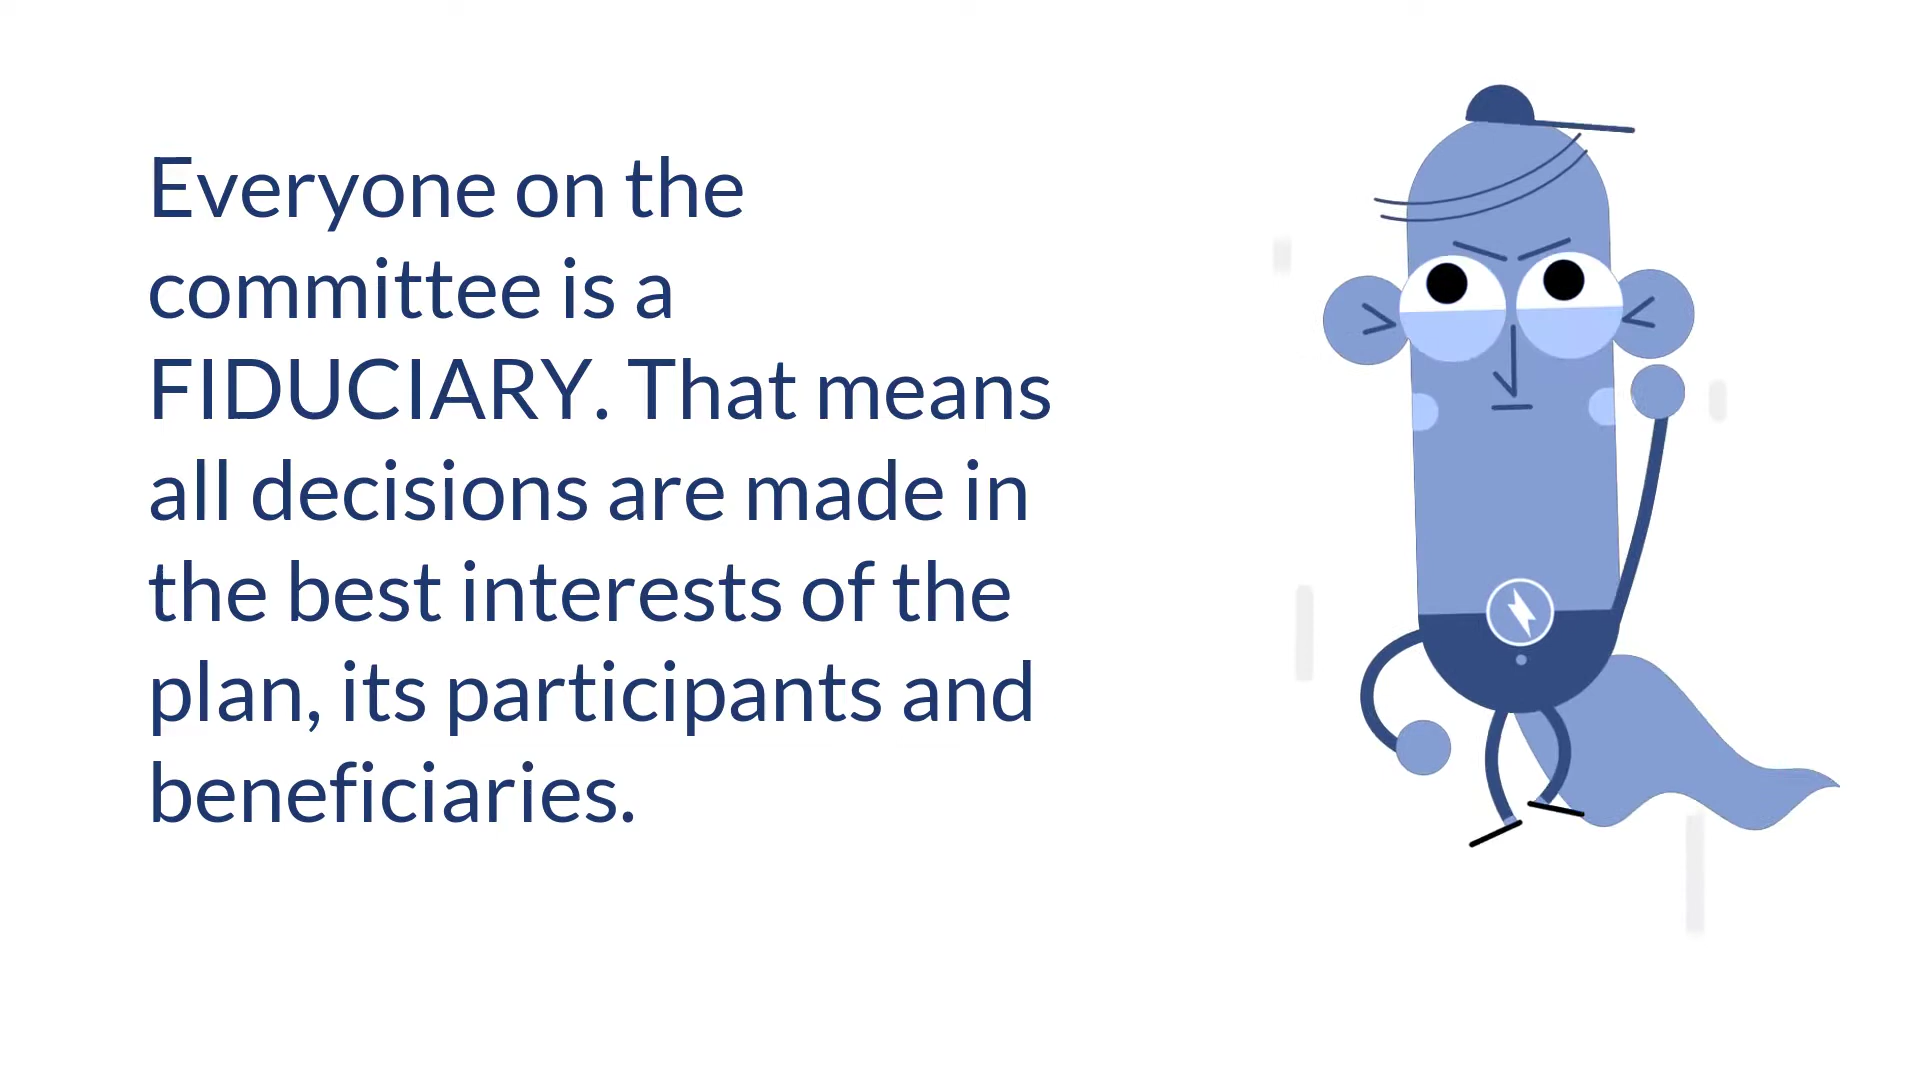 Everyone on the
committee is a
FIDUCIARY. That means
all decisions are made in
the best interests of the
plan, its participants and
beneficiaries.